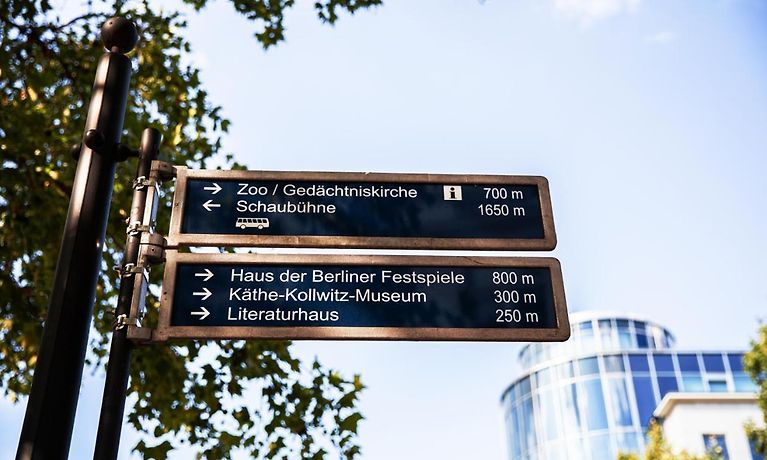 → Zoo / Gedächtniskirche i 700 m
← Schaubühne 1650 m
→ Haus der Berliner Festspiele 800 m
→ Käthe-Kollwitz-Museum 300 m
→ Literaturhaus 250 m